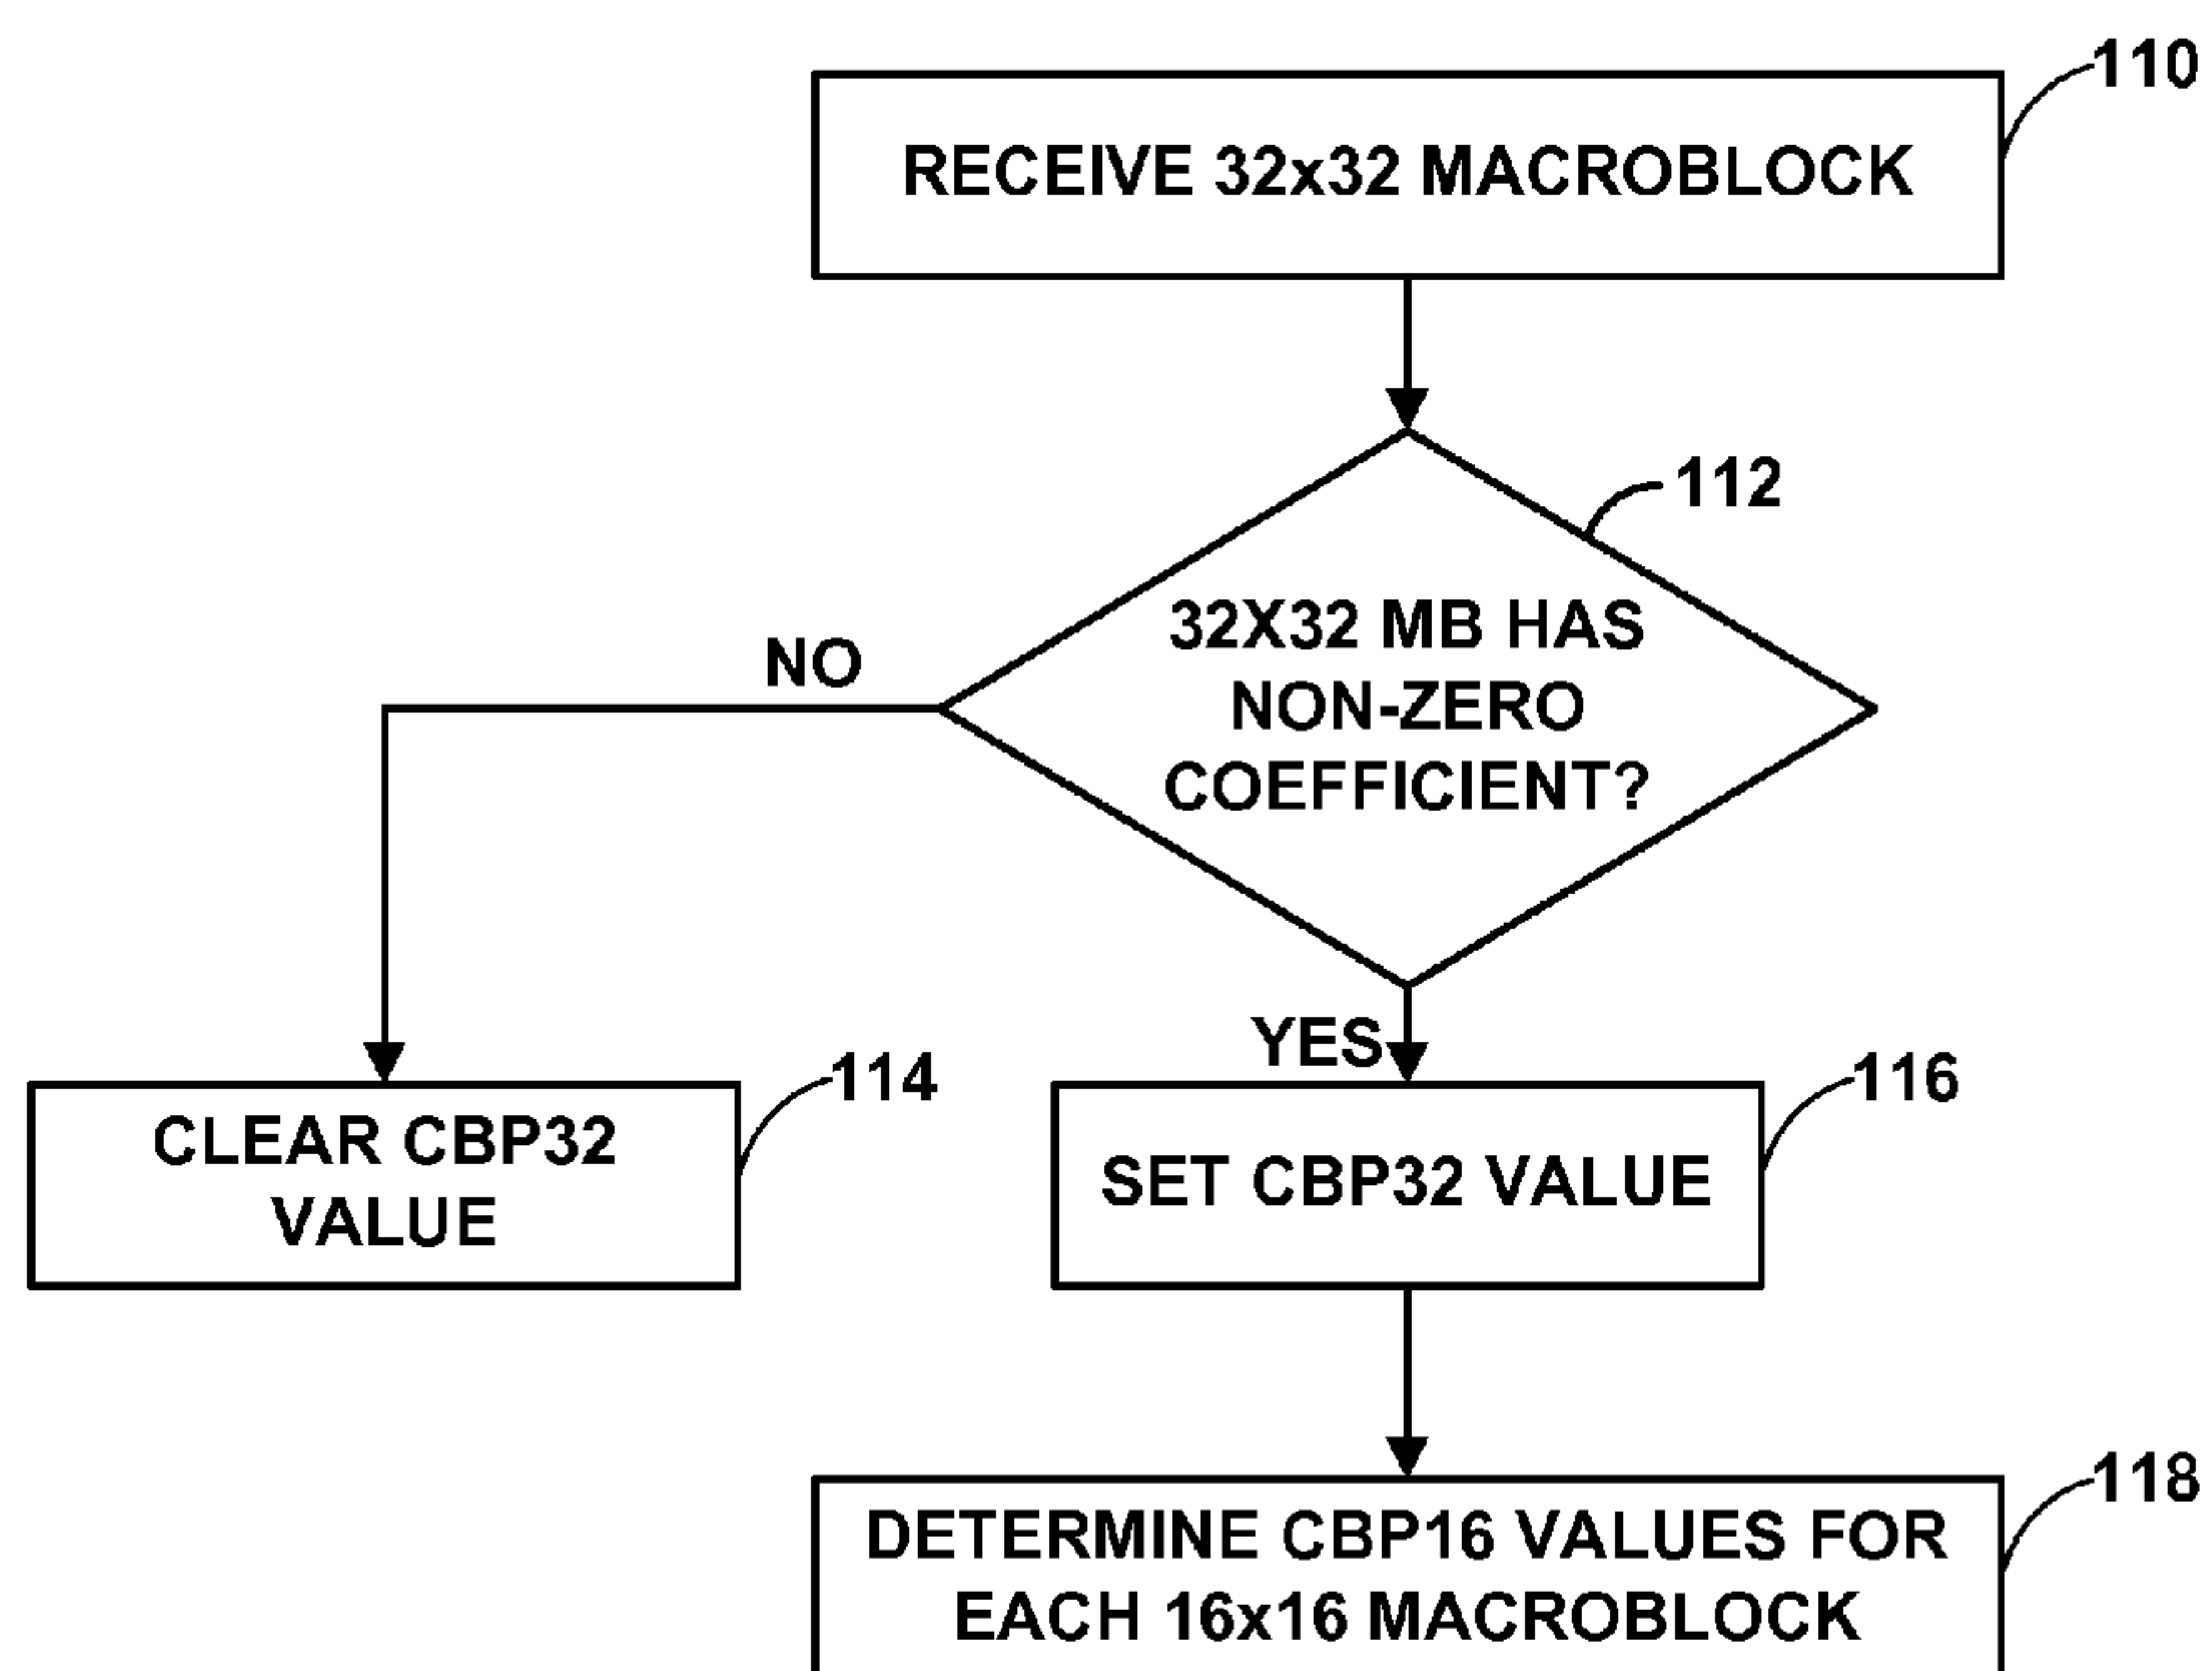 110
RECEIVE 32x32 MACROBLOCK
112
32X32 MB HAS
NON-ZERO
COEFFICIENT?
NO
YES
114
CLEAR CBP32
VALUE
116
SET CBP32 VALUE
118
DETERMINE CBP16 VALUES FOR
EACH 16x16 MACROBLOCK